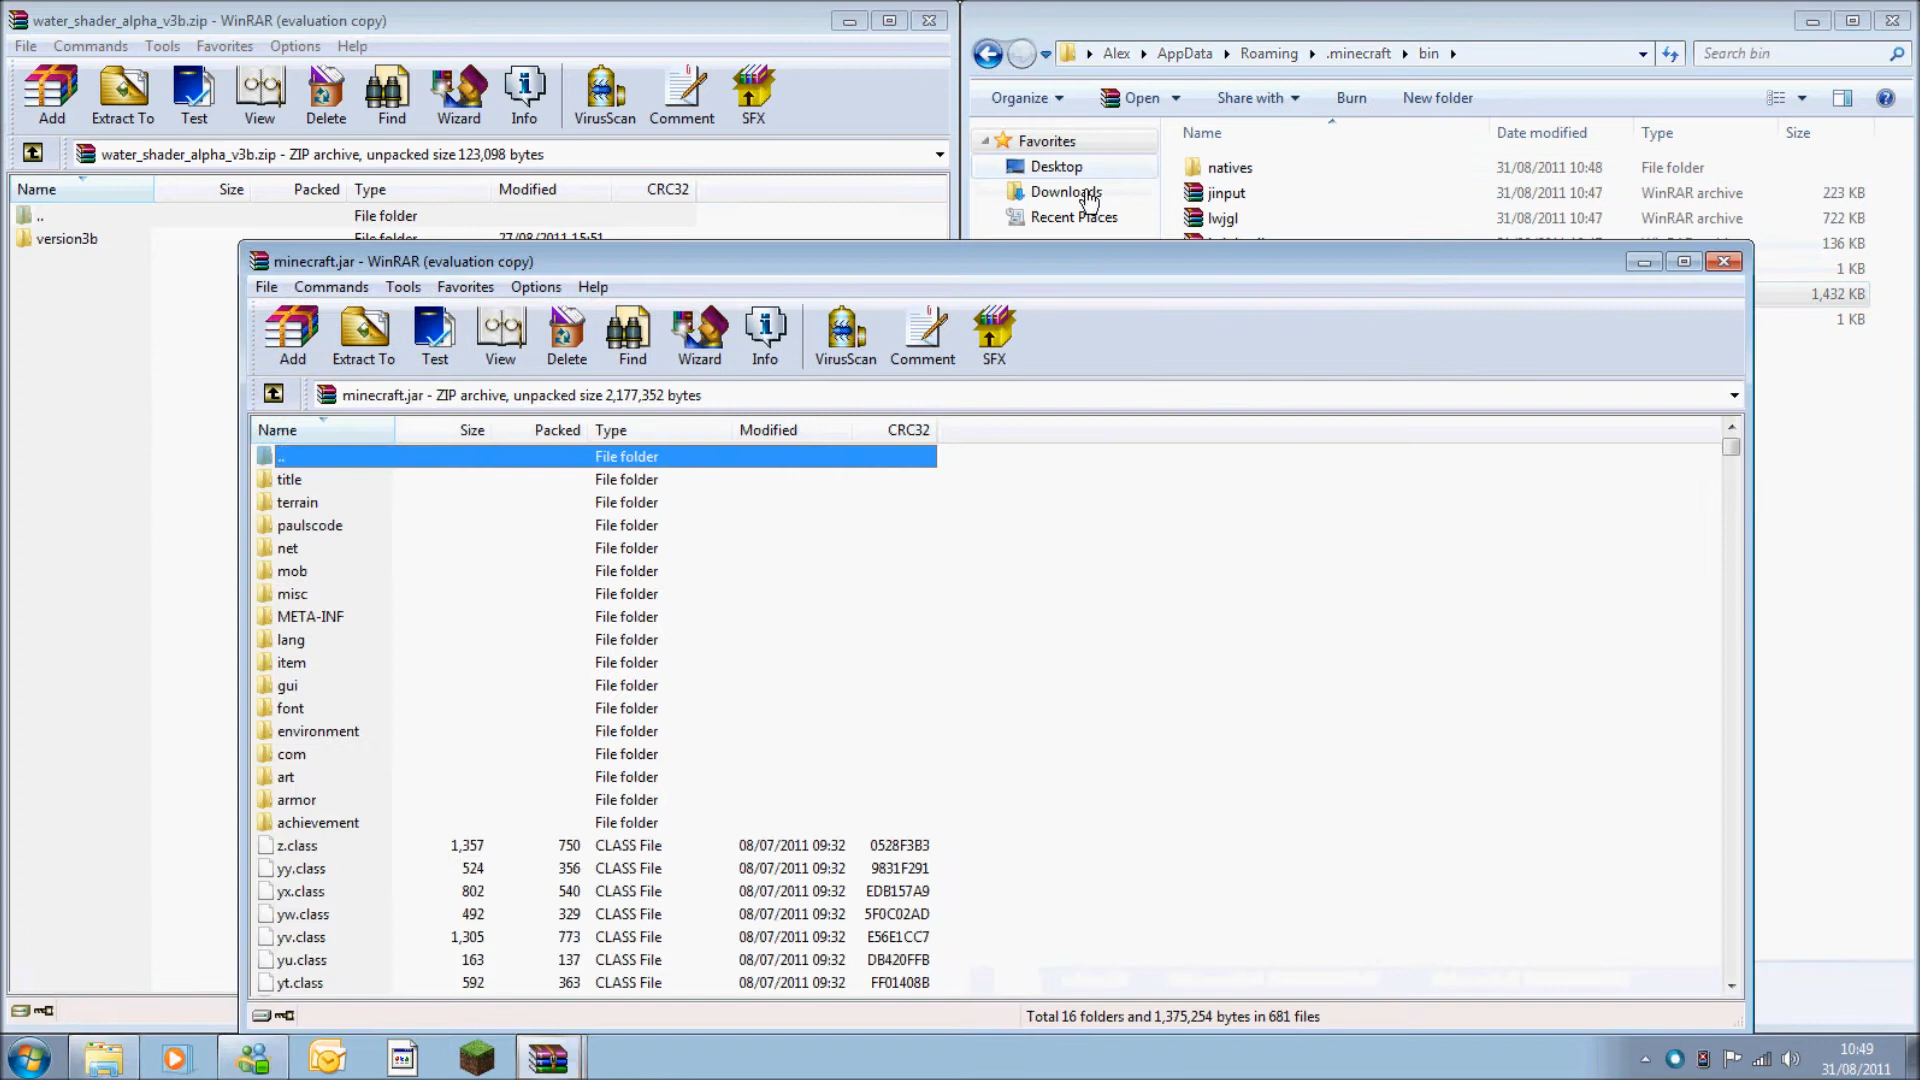 water_shader_alpha_v3b.zip - WinRAR (evaluation copy)
File Commands Tools Favorites Options Help
Add Extract To Test View Delete Find Wizard Info VirusScan Comment SFX
water_shader_alpha_v3b.zip - ZIP archive, unpacked size 123,098 bytes
Name Size Packed Type Modified CRC32
.. File folder
version3b File folder 27/08/2011 15:51
Alex AppData Roaming .minecraft bin
Search bin
Organize Open Share with Burn New folder
Name Date modified Type Size
Favorites
Desktop
Downloads
Recent Places
natives 31/08/2011 10:48 File folder
jinput 31/08/2011 10:47 WinRAR archive 223 KB
lwjgl 31/08/2011 10:47 WinRAR archive 722 KB
136 KB
1 KB
1,432 KB
1 KB
minecraft.jar - WinRAR (evaluation copy)
File Commands Tools Favorites Options Help
Add Extract To Test View Delete Find Wizard Info VirusScan Comment SFX
minecraft.jar - ZIP archive, unpacked size 2,177,352 bytes
Name Size Packed Type Modified CRC32
.. File folder
title File folder
terrain File folder
paulscode File folder
net File folder
mob File folder
misc File folder
META-INF File folder
lang File folder
item File folder
gui File folder
font File folder
environment File folder
com File folder
art File folder
armor File folder
achievement File folder
z.class 1,357 750 CLASS File 08/07/2011 09:32 0528F3B3
yy.class 524 356 CLASS File 08/07/2011 09:32 9831F291
yx.class 802 540 CLASS File 08/07/2011 09:32 EDB157A9
yw.class 492 329 CLASS File 08/07/2011 09:32 5F0C02AD
yv.class 1,305 773 CLASS File 08/07/2011 09:32 E56E1CC7
yu.class 163 137 CLASS File 08/07/2011 09:32 DB420FFB
yt.class 592 363 CLASS File 08/07/2011 09:32 FF01408B
Total 16 folders and 1,375,254 bytes in 681 files
10:49
31/08/2011